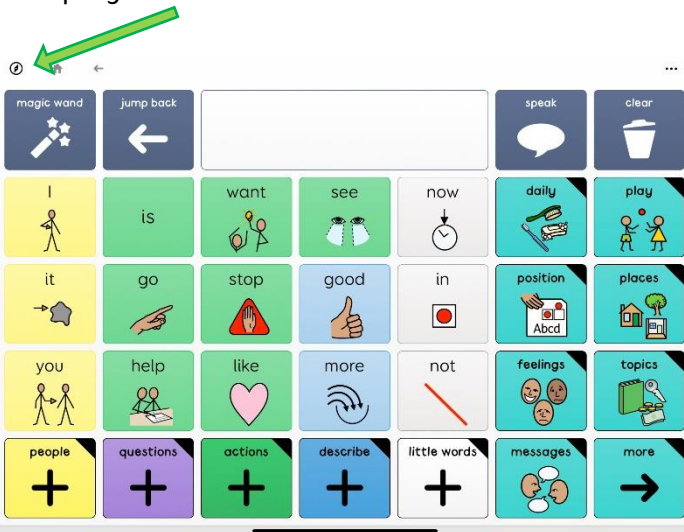 magic wand
jump back
speak
clear
I
is
want
see
now
daily
play
it
go
stop
good
in
position
Abcd
places
you
help
like
more
not
feelings
topics
people
questions
actions
describe
little words
messages
more